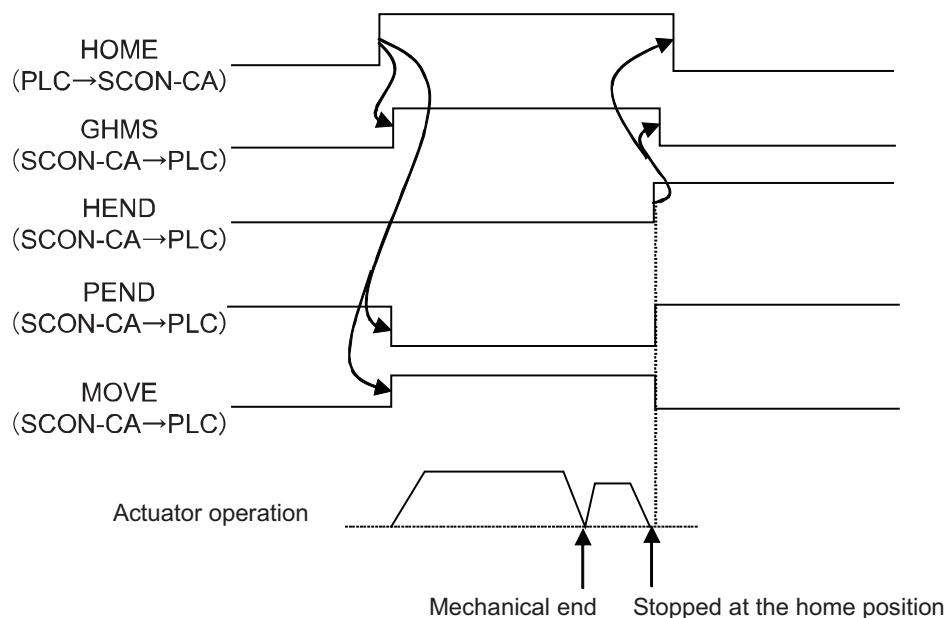 HOME
(PLC→SCON-CA)
GHMS
(SCON-CA→PLC)
HEND
(SCON-CA→PLC)
PEND
(SCON-CA→PLC)
MOVE
(SCON-CA→PLC)
Actuator operation
Mechanical end
Stopped at the home position